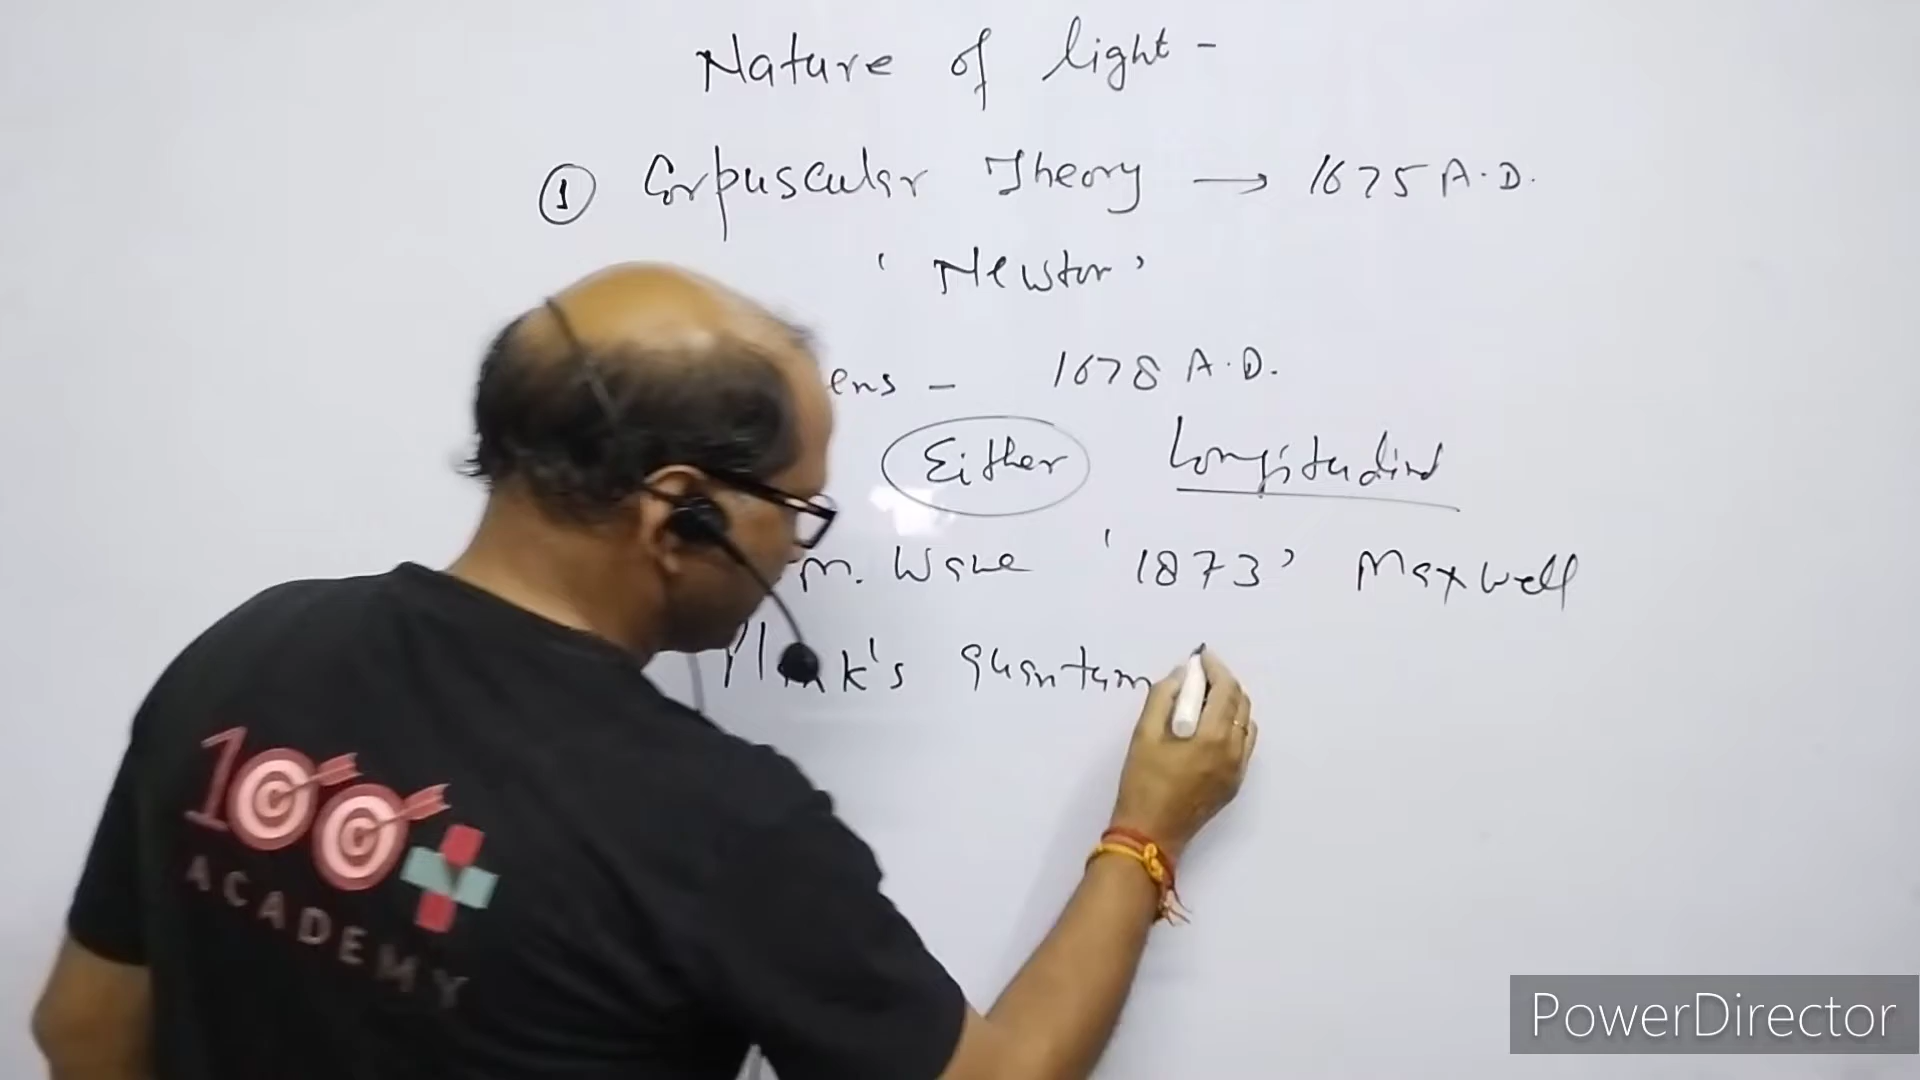 Nature of light -
① Corpuscular Theory → 1675 A.D.
' Newton '
ens - 1678 A.D.
Either Longitudinal
m. Wave '1873' Maxwell
Plank's quantum
100+
ACADEMY
PowerDirector